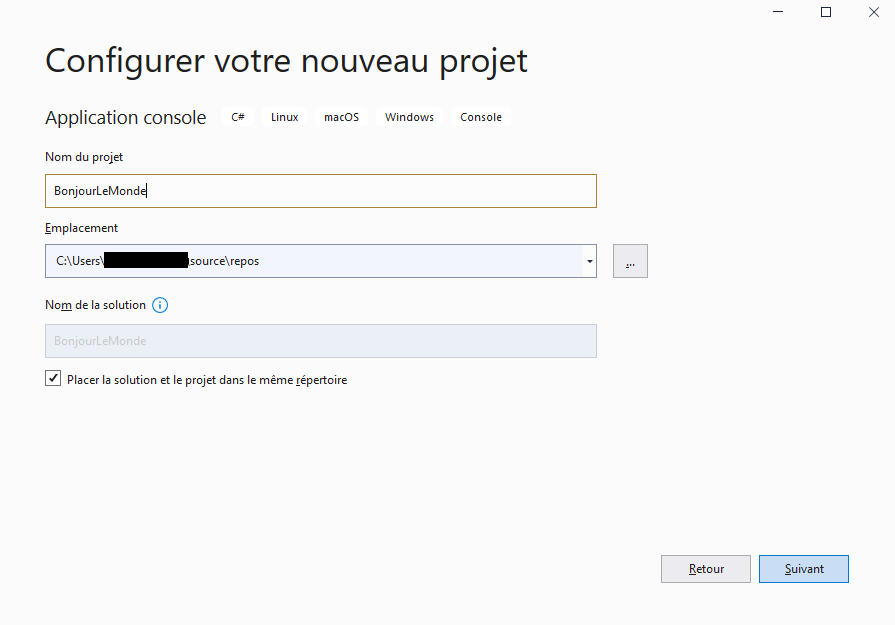 Configurer votre nouveau projet
Application console C# Linux macOS Windows Console
Nom du projet
BonjourLeMonde
Emplacement
C:\Users\ source\repos
...
Nom de la solution
BonjourLeMonde
Placer la solution et le projet dans le même répertoire
Retour Suivant